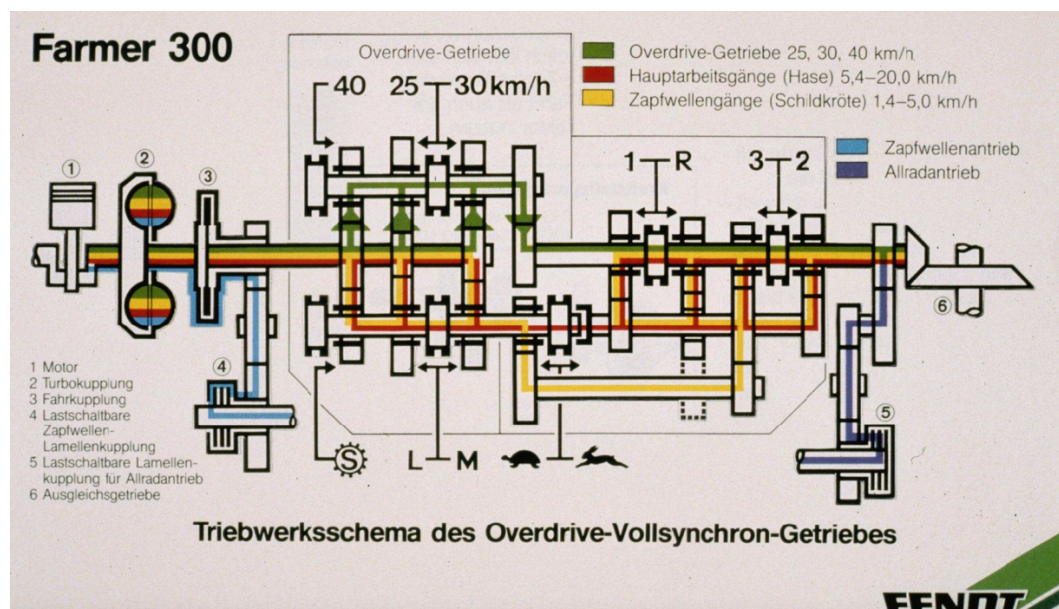 Farmer 300
Overdrive-Getriebe
Overdrive-Getriebe 25, 30, 40 km/h
Hauptarbeitsgänge (Hase) 5,4–20,0 km/h
Zapfwellengänge (Schildkröte) 1,4–5,0 km/h
Zapfwellenantrieb
Allradantrieb
40 25 30 km/h
1 R 3 2
1 2 3
4
5
6
1 Motor
2 Turbokupplung
3 Fahrkupplung
4 Lastschaltbare
Zapfwellen-
Lamellenkupplung
5 Lastschaltbare Lamellen-
kupplung für Allradantrieb
6 Ausgleichsgetriebe
S L M
Triebwerksschema des Overdrive-Vollsynchron-Getriebes
FENDT